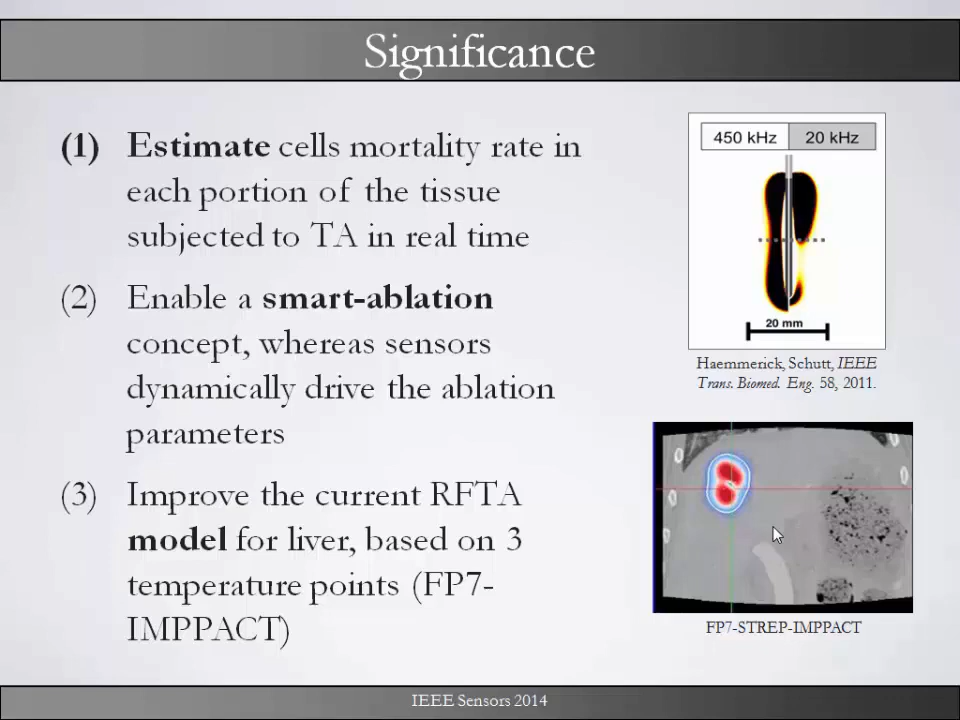 Significance
(1) Estimate cells mortality rate in
each portion of the tissue
subjected to TA in real time
(2) Enable a smart-ablation
concept, whereas sensors
dynamically drive the ablation
parameters
(3) Improve the current RFTA
model for liver, based on 3
temperature points (FP7-
IMPPACT)
450 kHz 20 kHz
20 mm
Haemmerick, Schutt, IEEE
Trans. Biomed. Eng. 58, 2011.
FP7-STREP-IMPPACT
IEEE Sensors 2014